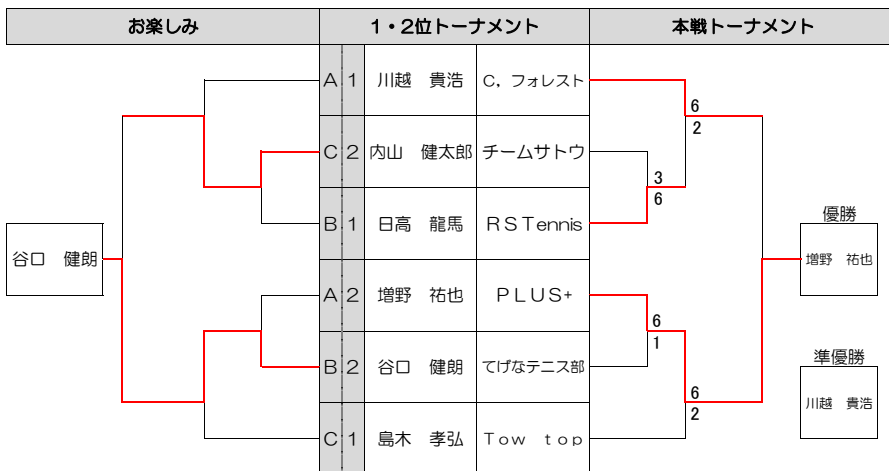 お楽しみ 1・2位トーナメント 本戦トーナメント
A 1 川越 貴浩 C．フォレスト
6
2
C 2 内山 健太郎 チームサトウ
3
6
B 1 日高 龍馬 RSTennis
優勝
谷口 健朗
増野 祐也
A 2 増野 祐也 PLUS+
6
1
B 2 谷口 健朗 てげなテニス部
準優勝
6
2
川越 貴浩
C 1 島木 孝弘 Tow top